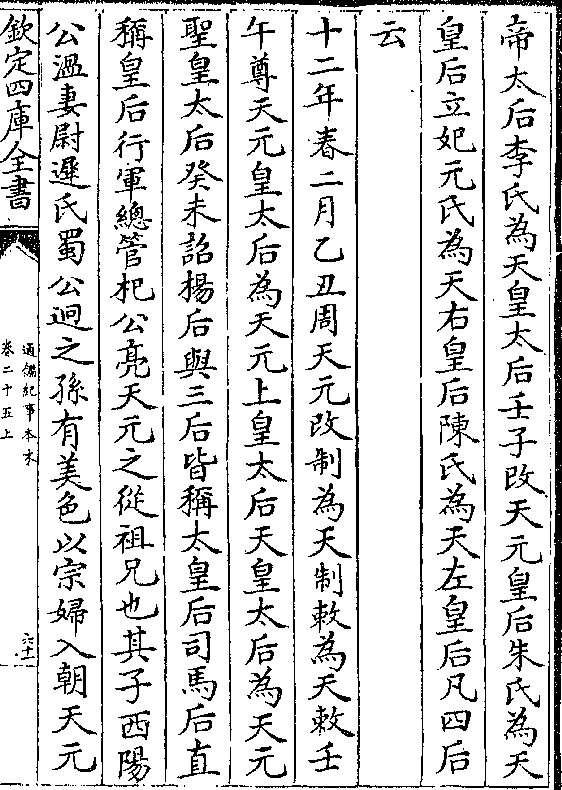 帝太后李氏為天皇太后壬子改天元皇后朱氏為天
皇后立妃元氏為天右皇后陳氏為天左皇后凡四后
云
十二年春二月乙丑周天元改制為天制敕為天敕壬
午尊天元皇太后為天元上皇太后天皇太后為天元
聖皇太后癸未詔楊后與三后皆稱太皇后司馬后直
稱皇后行軍總管杞公亮天元之從祖兄也其子西陽
公溫妻尉遲氏蜀公迥之孫有美色以宗婦入朝天元
欽定四庫全書
通鑑紀事本末
卷二十五上
六十一